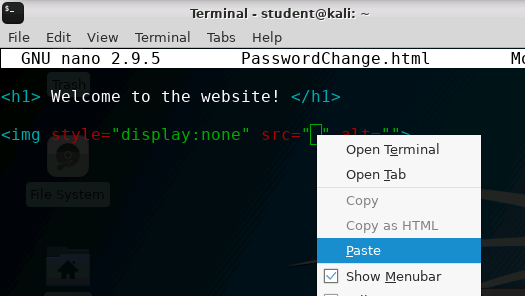 Terminal - student@kali: ~
File Edit View Terminal Tabs Help
GNU nano 2.9.5 PasswordChange.html Mo
Trash
<h1> Welcome to the website! </h1>
<img style="display:none" src=" " alt="">
Open Terminal
Open Tab
File System
Copy
Copy as HTML
Paste
Show Menubar